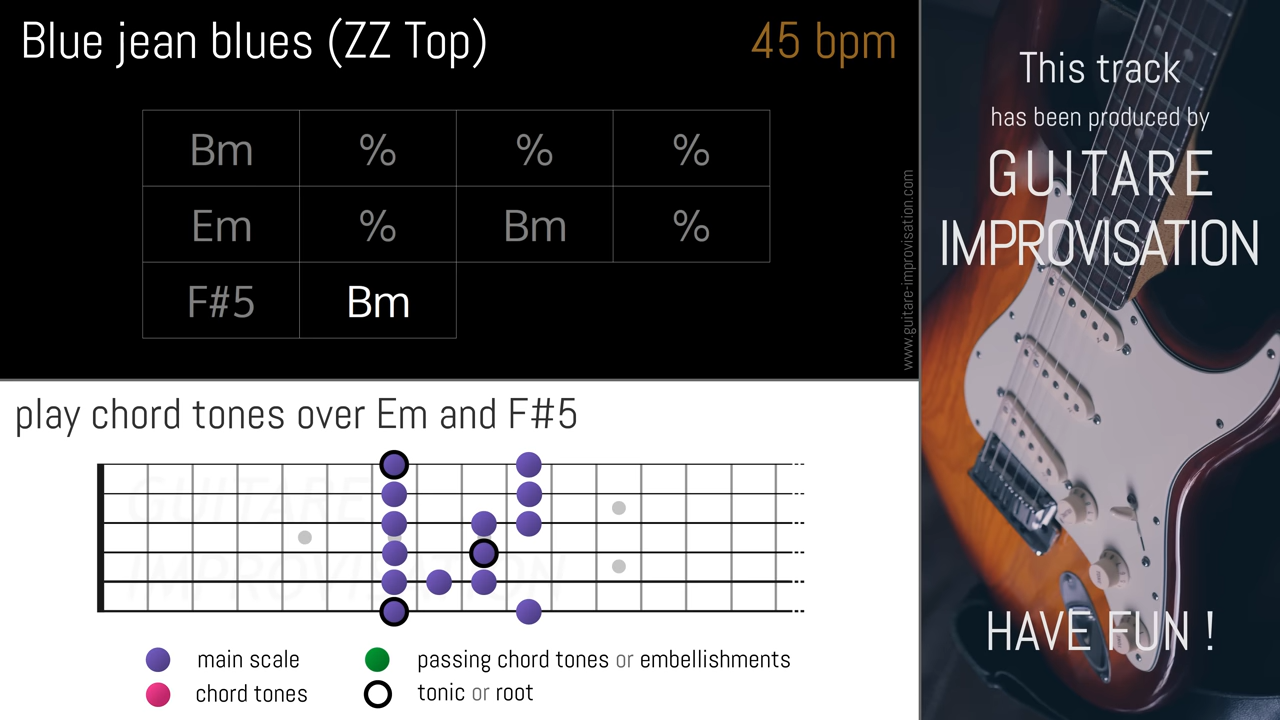 Blue jean blues (ZZ Top)
45 bpm
Bm % % %
Em % Bm %
F#5 Bm
www.guitare-improvisation.com
play chord tones over Em and F#5
GUITARE
IMPROVISATION
main scale
passing chord tones or embellishments
chord tones
tonic or root
This track
has been produced by
GUITARE
IMPROVISATION
HAVE FUN !